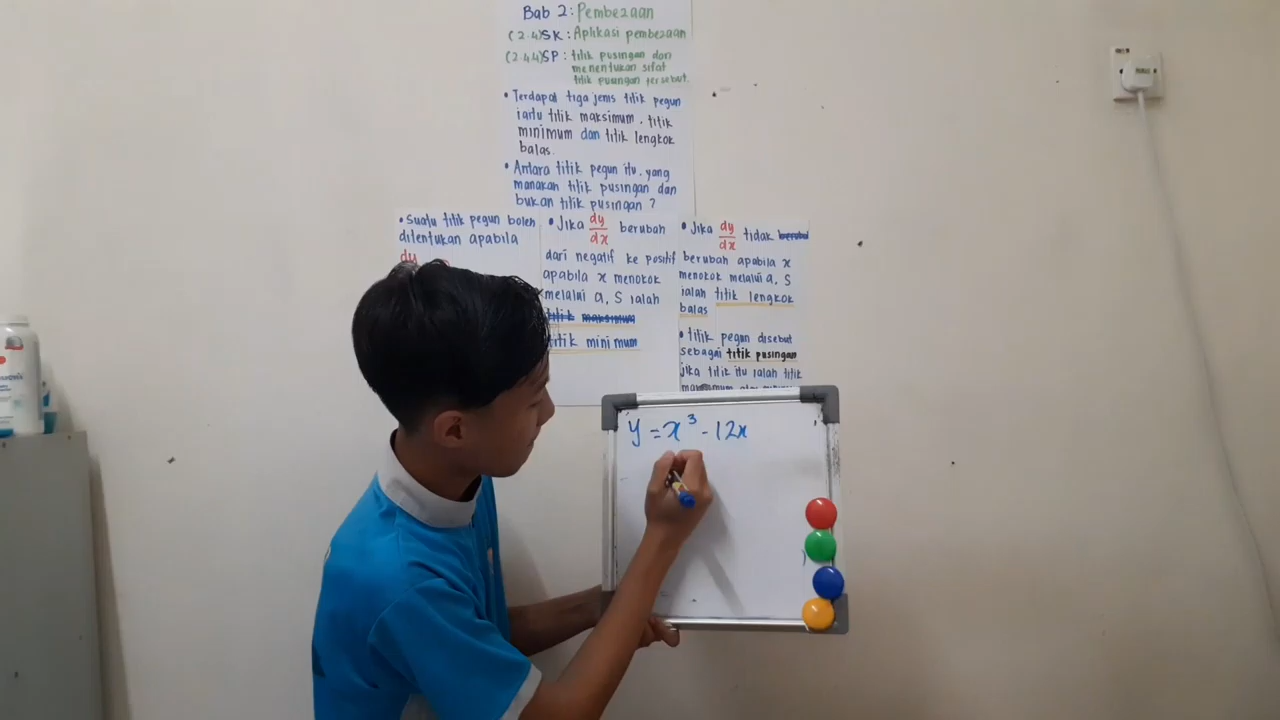 Bab 2: Pembezaan
(2.4)SK: Aplikasi pembezaan
(2.4.4)SP: titik pusingan dan
menentukan sifat
titik pusingan tersebut.
• Terdapat tiga jenis titik pegun
iaitu titik maksimum, titik
minimum dan titik lengkok
balas.
• Antara titik pegun itu, yang
manakah titik pusingan dan
bukan titik pusingan?
• Suatu titik pegun boleh
ditentukan apabila
dy
• Jika dy/dx berubah
dari negatif ke positif
apabila x menokok
melalui a, S ialah
titik maksimum
titik minimum
• Jika dy/dx tidak
berubah apabila x
menokok melalui a, S
ialah titik lengkok
balas
• titik pegun disebut
sebagai titik pusingan
jika titik itu ialah titik
y = x³ - 12x